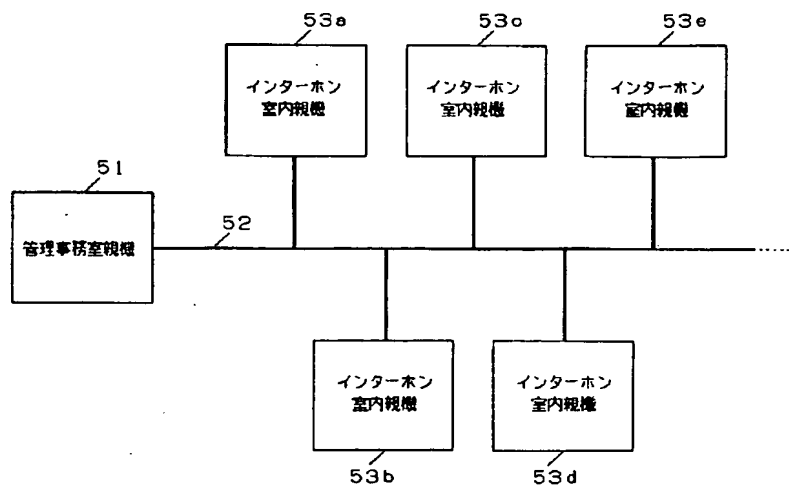 53a
53c
53e
インターホン
室内親機
インターホン
室内親機
インターホン
室内親機
51
52
管理事務室親機
インターホン
室内親機
インターホン
室内親機
53b
53d